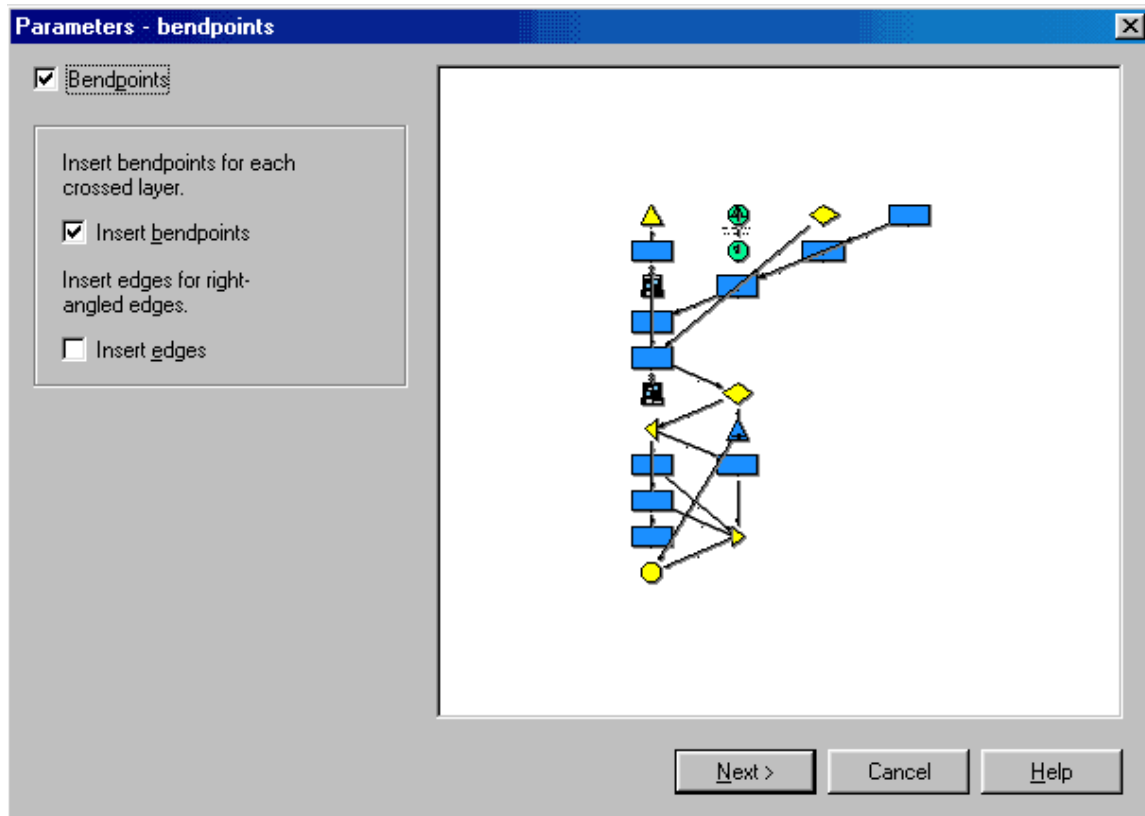 Parameters - bendpoints
Bendpoints
Insert bendpoints for each
crossed layer.
Insert bendpoints
Insert edges for right-
angled edges.
Insert edges
Next >
Cancel
Help